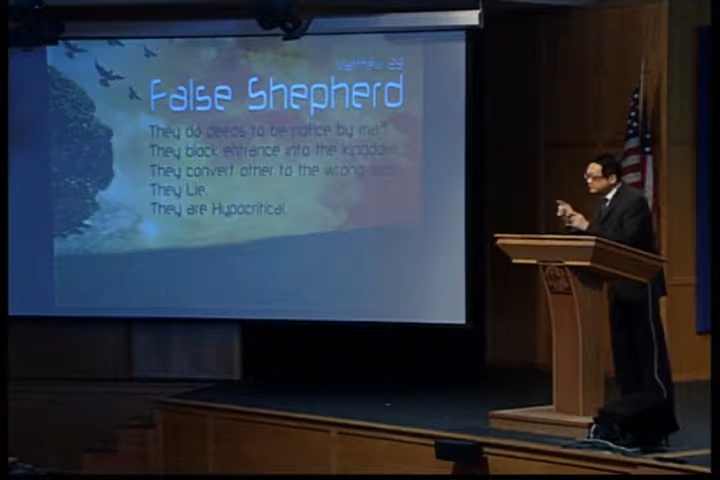 Matthew 23
False Shepherd
They do deeds to be notice by man.
They block entrance into the kingdom.
They convert other to the wrong
They Lie.
They are Hypocritical.